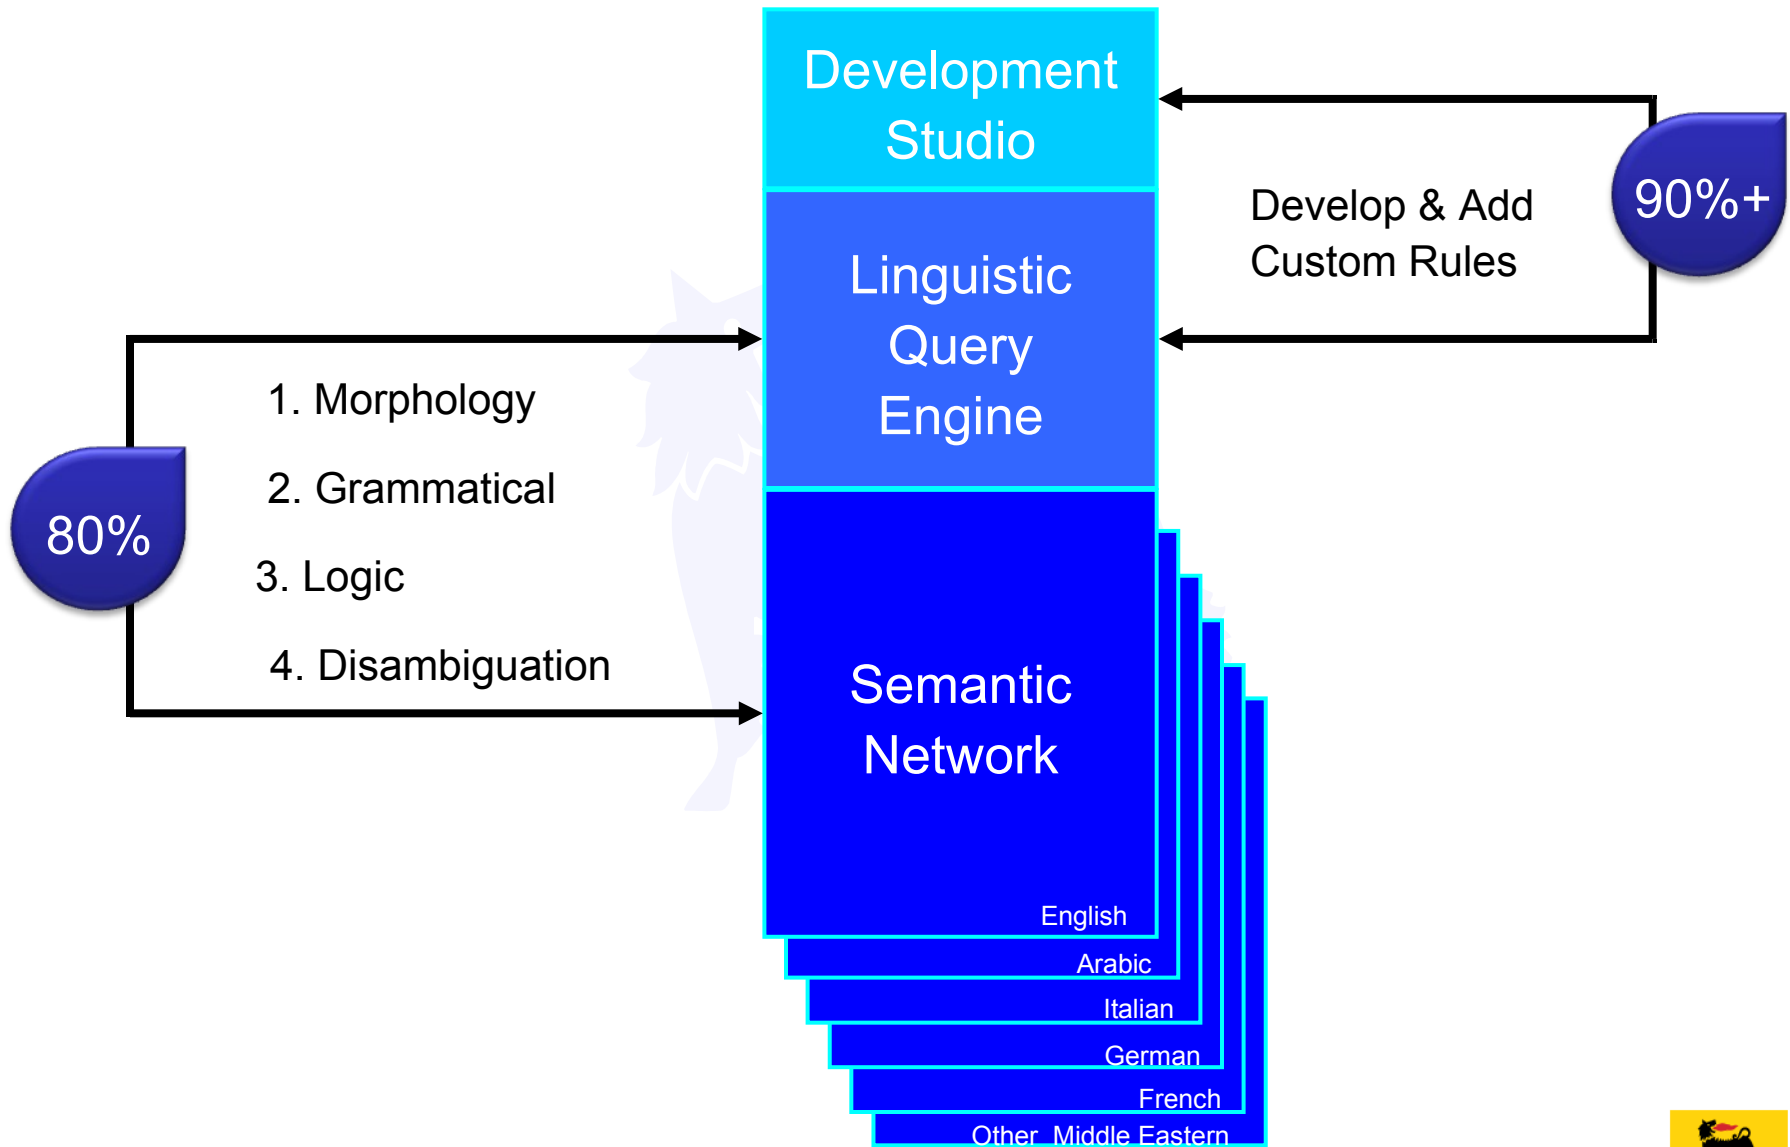 Development
Studio
90%+
Develop & Add
Custom Rules
Linguistic
Query
Engine
1. Morphology
2. Grammatical
80%
3. Logic
4. Disambiguation
Semantic
Network
English
Arabic
Italian
German
French
Other Middle Eastern